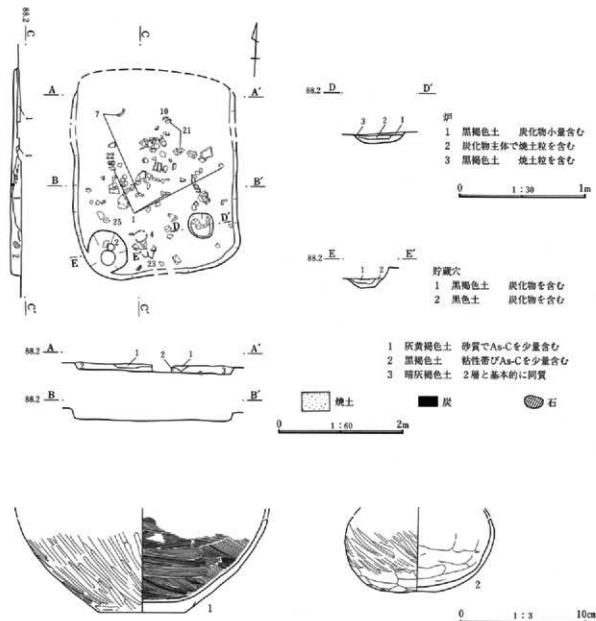 88.2
C
C
A
A′
7
10
21
22
B
B′
25
1
D
D′
2
4
E
E′
23
C′
C′
1
1
2
88.2 D D′
3 2 1
炉
1 黒褐色土 炭化物小量含む
2 炭化物主体で焼土粒を含む
3 黒褐色土 焼土粒を含む
0 1:30 1m
88.2 E E′
1 2
貯蔵穴
1 黒褐色土 炭化物を含む
2 黒色土 炭化物を含む
88.2 A A′
1 2 1
3
88.2 B B′
1 灰黄褐色土 砂質でAs-Cを少量含む
2 黒褐色土 粘性帯びAs-Cを少量含む
3 暗灰褐色土 2層と基本的に同質
焼土 炭 石
0 1:60 2m
1
2
0 1:3 10cm